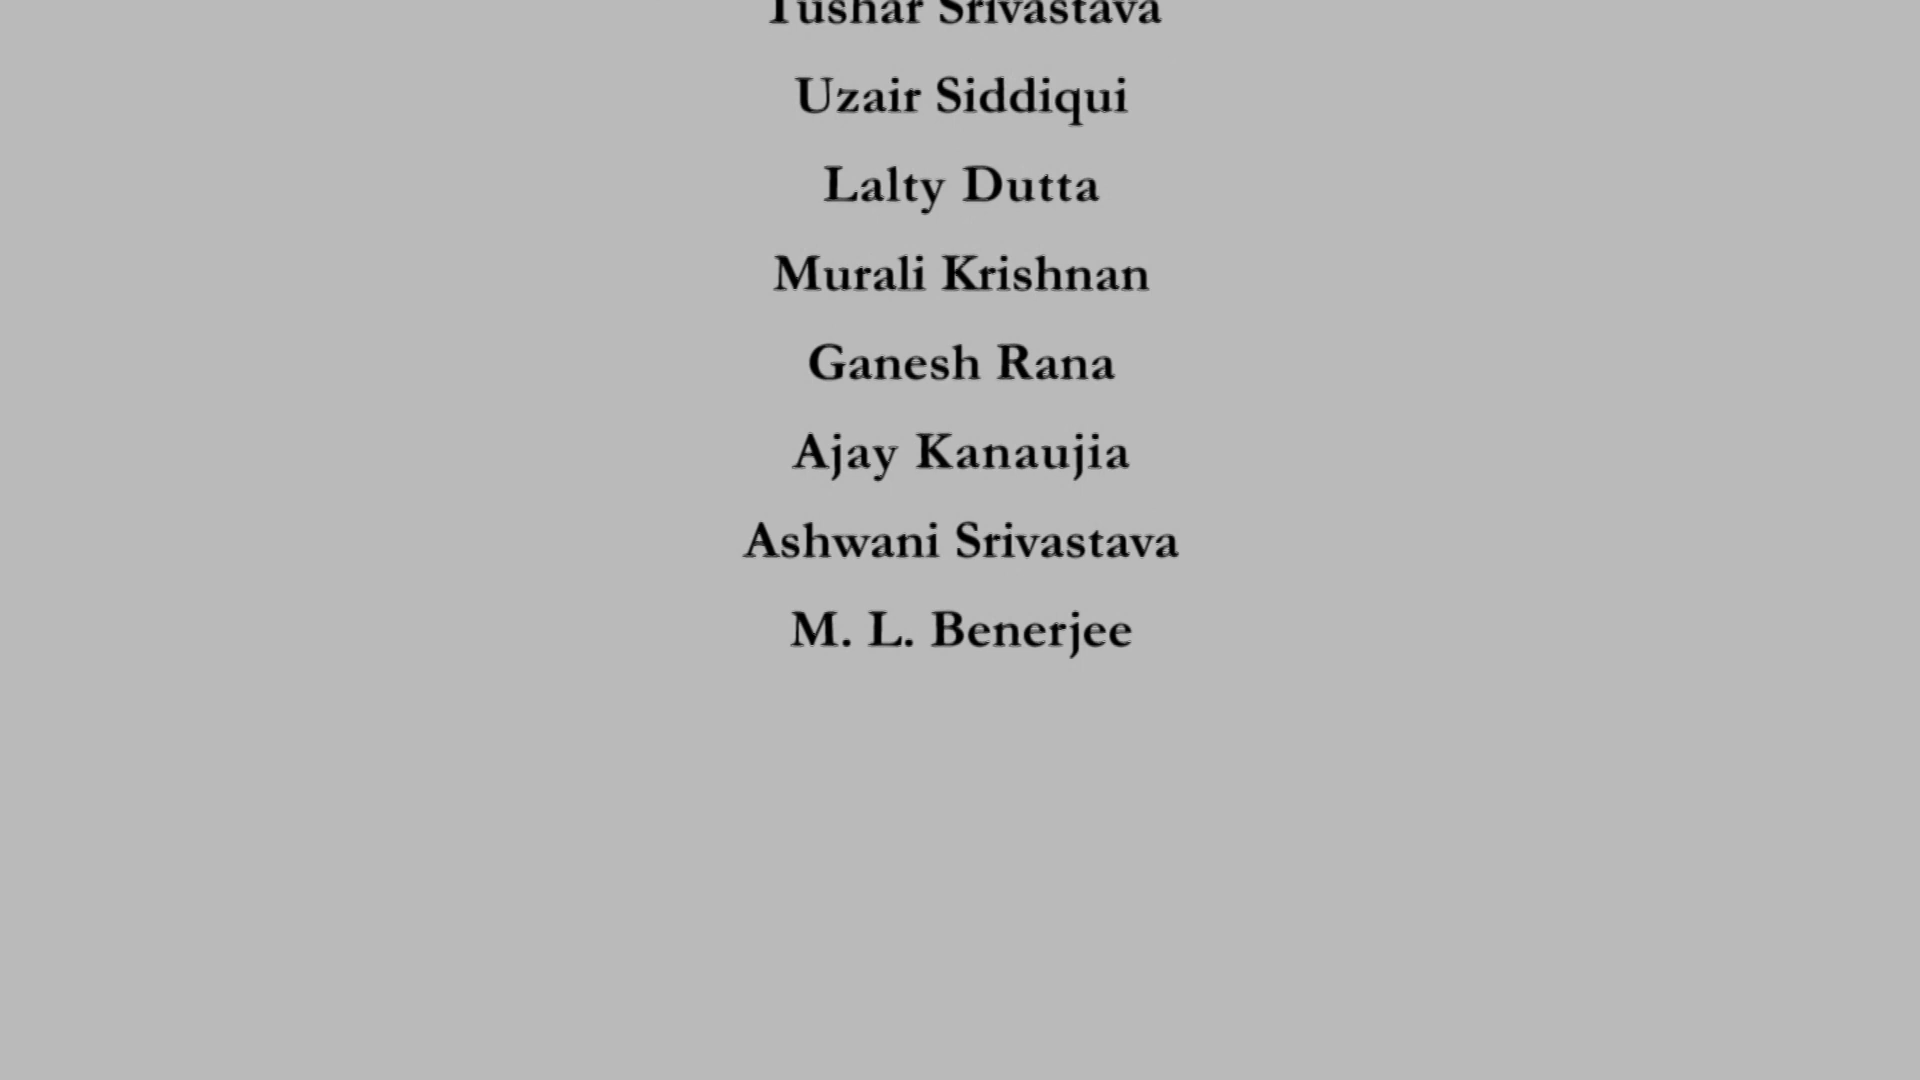 Tushar Srivastava
Uzair Siddiqui
Lalty Dutta
Murali Krishnan
Ganesh Rana
Ajay Kanaujia
Ashwani Srivastava
M. L. Benerjee